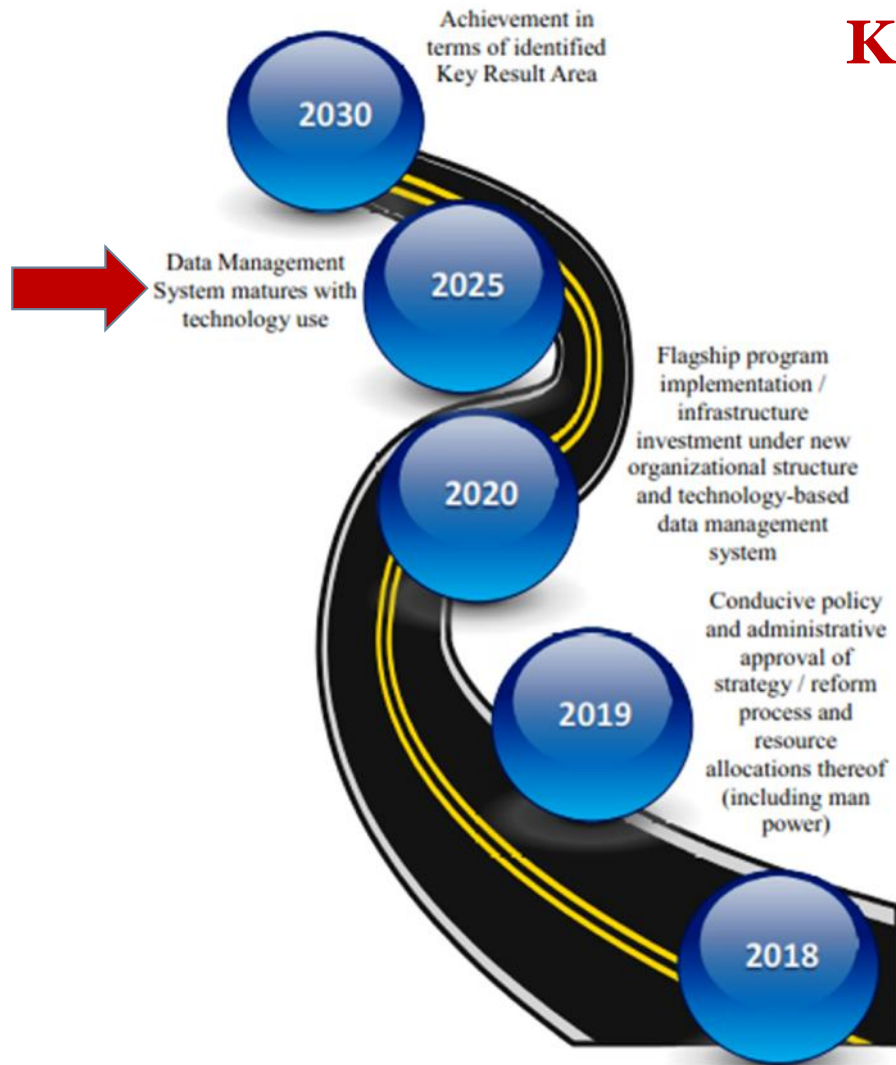 K
Achievement in
terms of identified
Key Result Area
2030
Data Management
System matures with
technology use
2025
Flagship program
implementation /
infrastructure
investment under new
organizational structure
and technology-based
data management
system
2020
Conducive policy
and administrative
approval of
strategy / reform
process and
resource
allocations thereof
(including man
power)
2019
2018